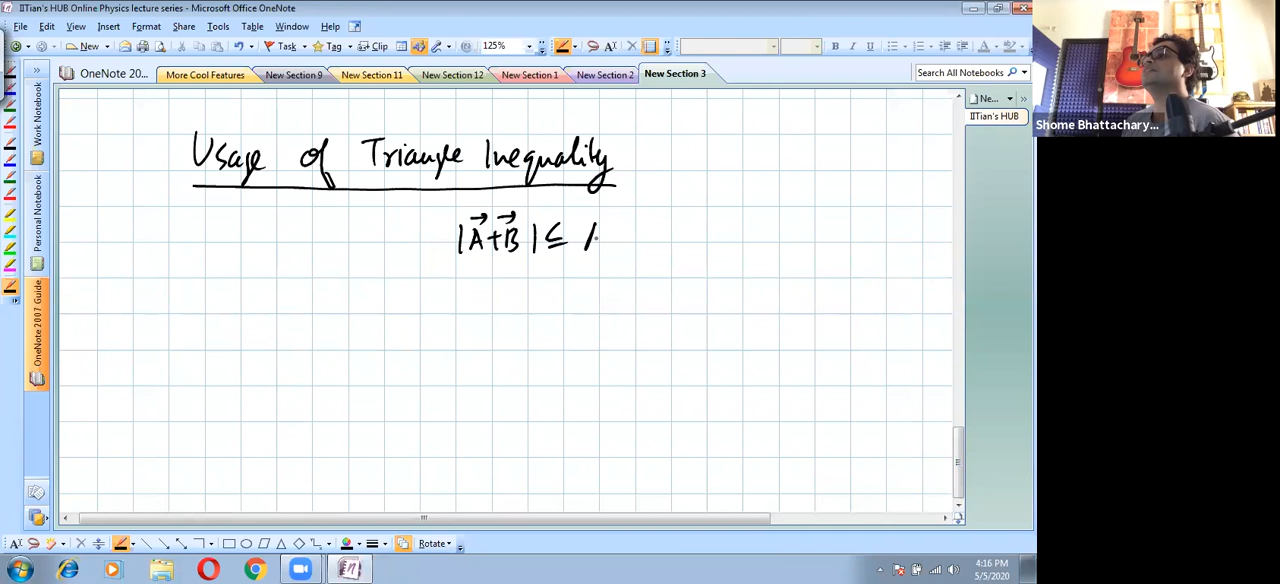 IITian's HUB Online Physics lecture series - Microsoft Office OneNote
File Edit View Insert Format Share Tools Table Window Help
New Task Tag Clip 125%
OneNote 20... More Cool Features New Section 9 New Section 11 New Section 12 New Section 1 New Section 2 New Section 3 Search All Notebooks
Ne...
IITian's HUB
Work Notebook
Personal Notebook
OneNote 2007 Guide
Usage of Triangle Inequality
|A⃗+B⃗| ≤
Shome Bhattachary...
Rotate
4:16 PM
5/5/2020